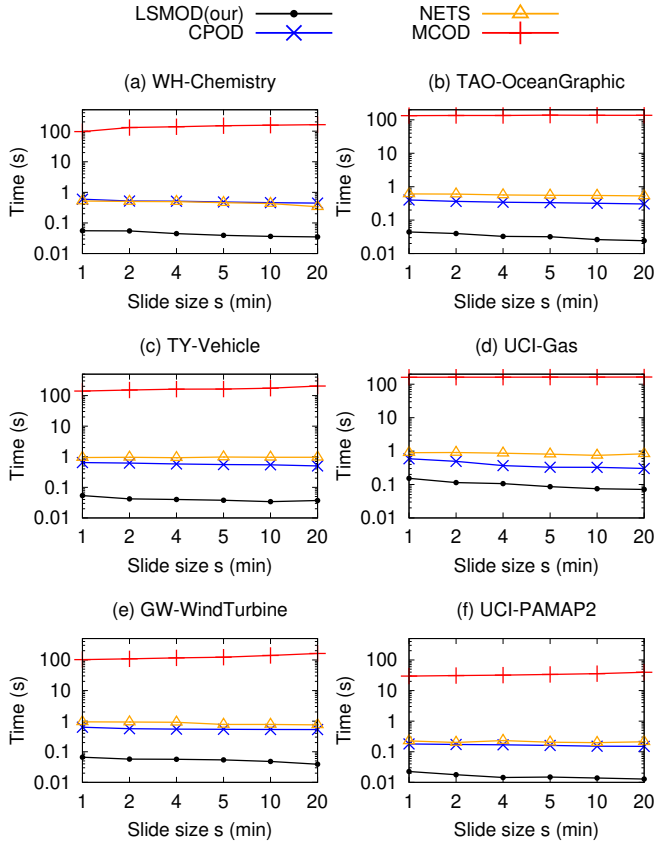 LSMOD(our) NETS
CPOD MCOD
(a) WH-Chemistry (b) TAO-OceanGraphic
Time (s) 100 10 1 0.1 0.01
1 2 4 5 10 20
Slide size s (min)
Time (s) 100 10 1 0.1 0.01
1 2 4 5 10 20
Slide size s (min)
(c) TY-Vehicle (d) UCI-Gas
Time (s) 100 10 1 0.1 0.01
1 2 4 5 10 20
Slide size s (min)
Time (s) 100 10 1 0.1 0.01
1 2 4 5 10 20
Slide size s (min)
(e) GW-WindTurbine (f) UCI-PAMAP2
Time (s) 100 10 1 0.1 0.01
1 2 4 5 10 20
Slide size s (min)
Time (s) 100 10 1 0.1 0.01
1 2 4 5 10 20
Slide size s (min)